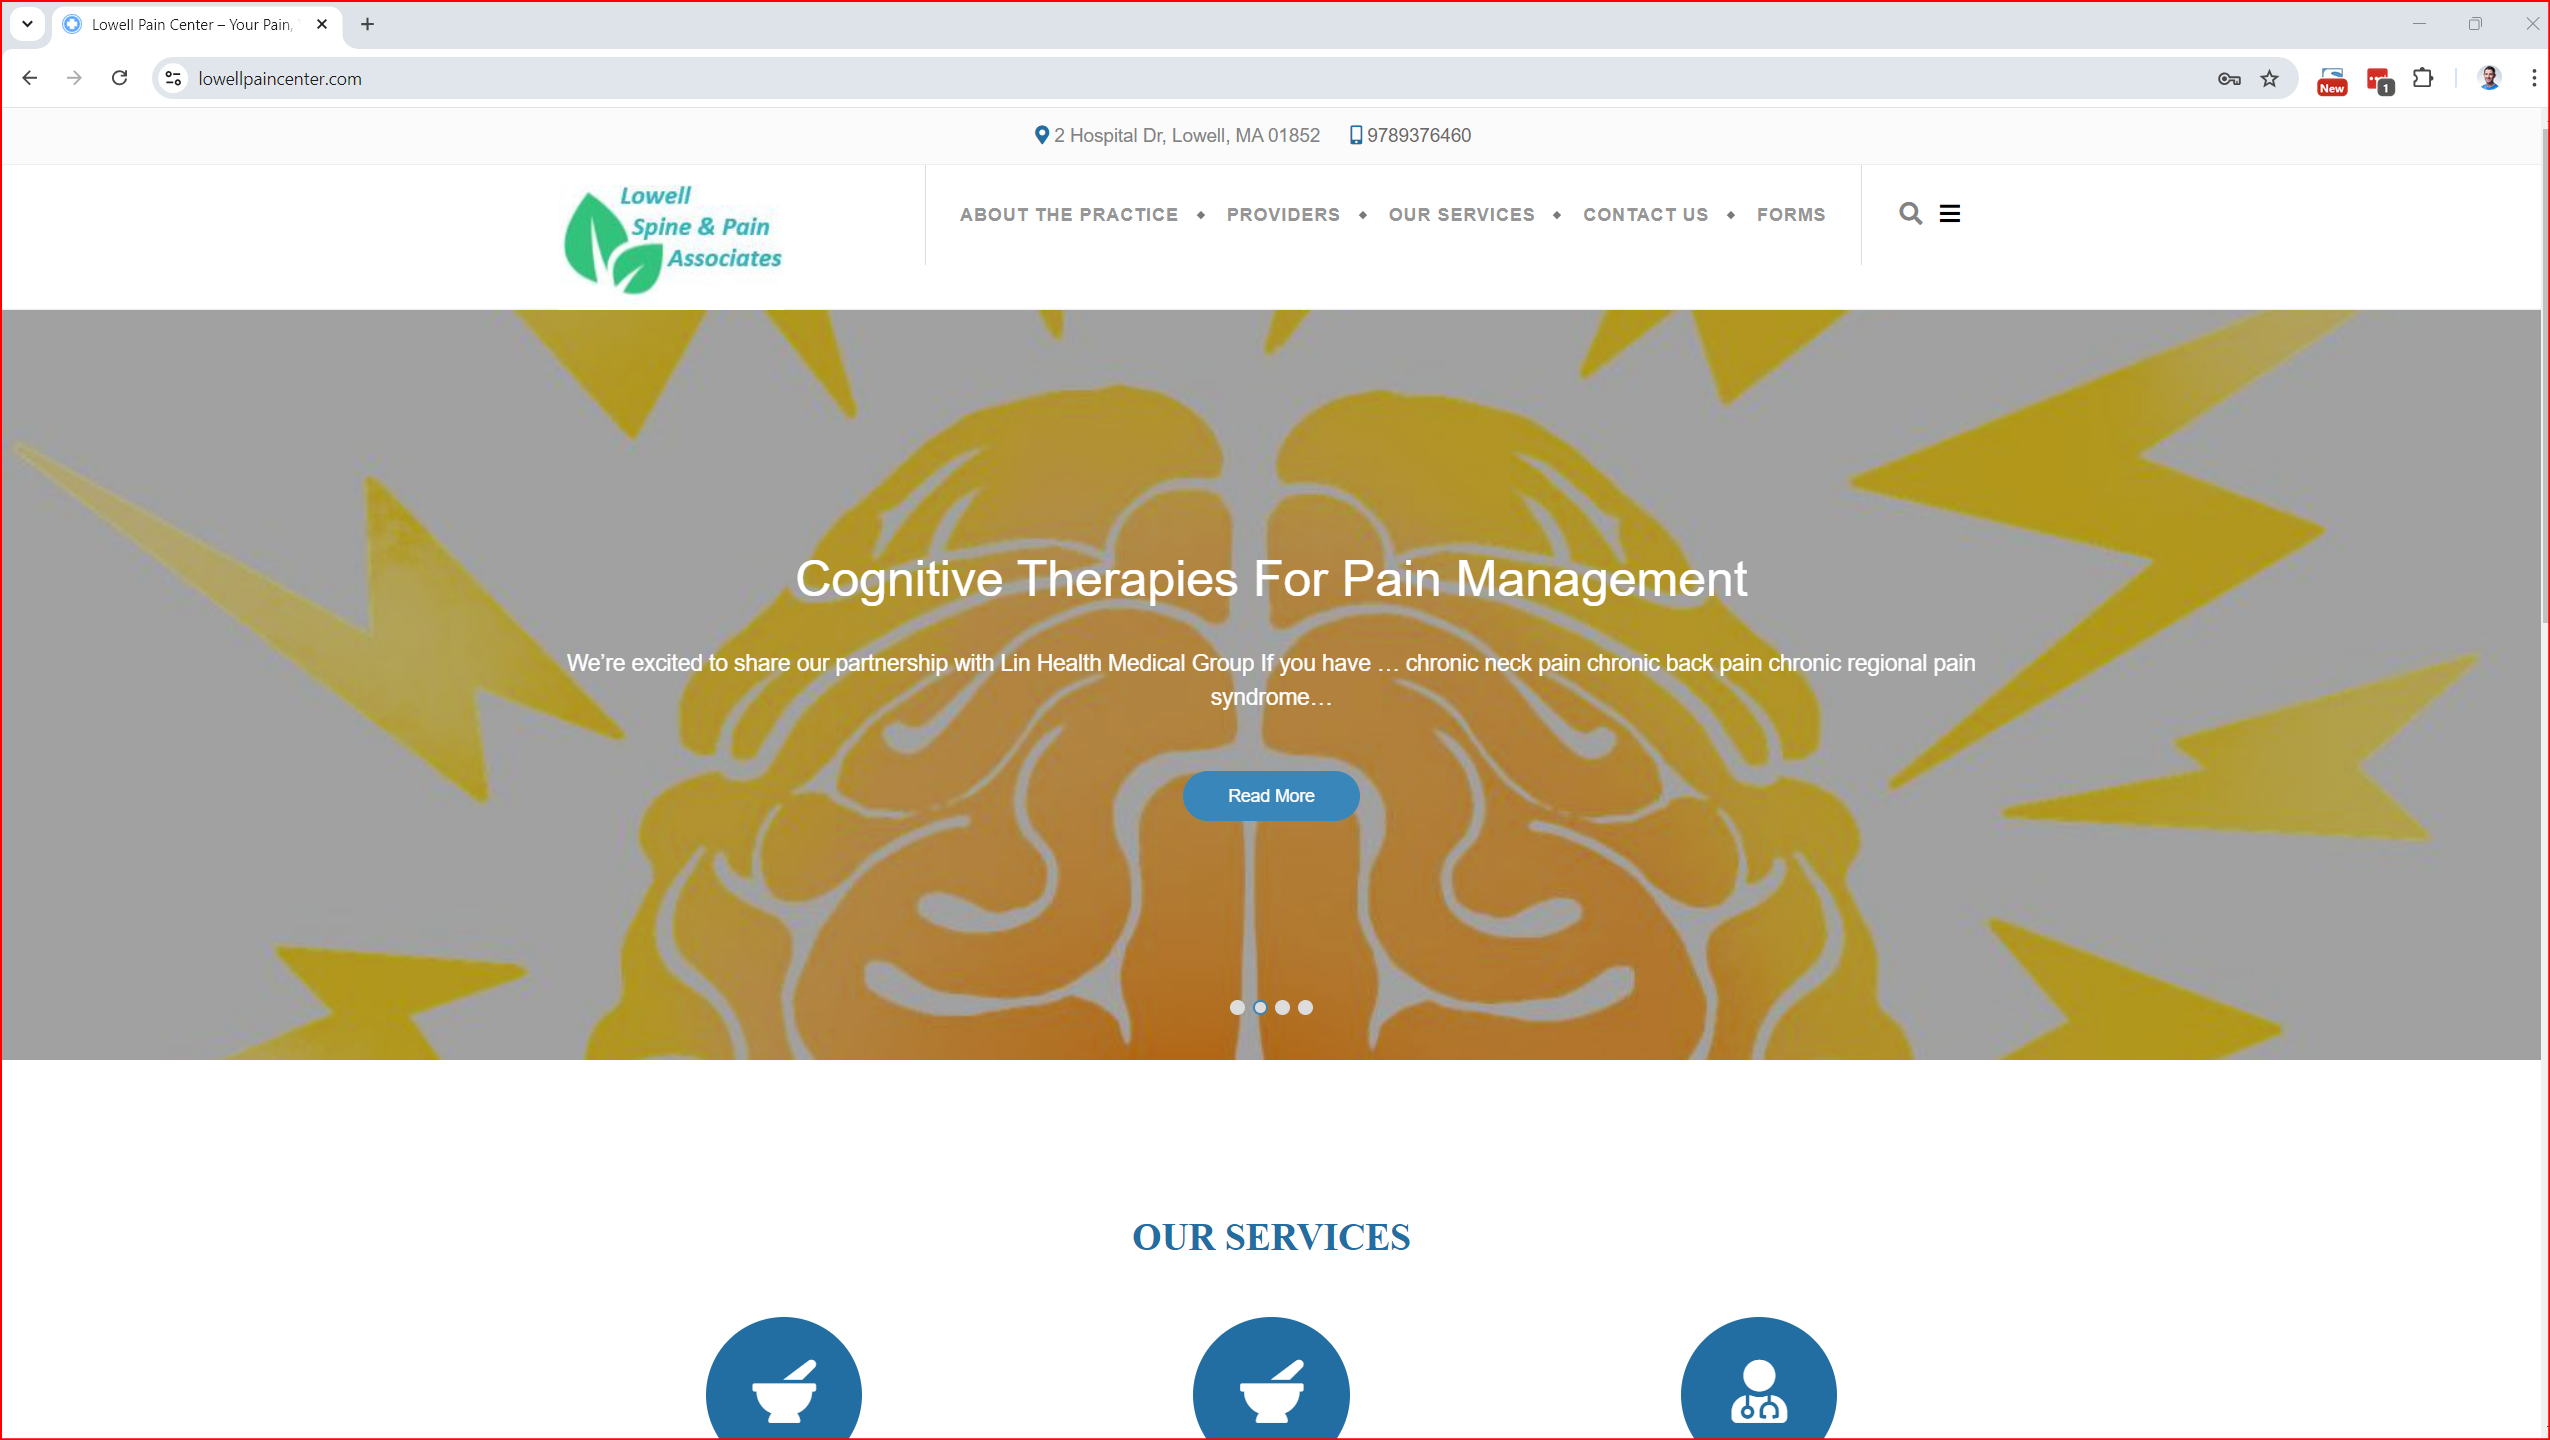 Lowell Pain Center – Your Pain,
lowellpaincenter.com
New
1
2 Hospital Dr, Lowell, MA 01852
9789376460
Lowell
Spine & Pain
Associates
ABOUT THE PRACTICE
PROVIDERS
OUR SERVICES
CONTACT US
FORMS
Cognitive Therapies For Pain Management
We’re excited to share our partnership with Lin Health Medical Group If you have … chronic neck pain chronic back pain chronic regional pain
syndrome…
Read More
OUR SERVICES